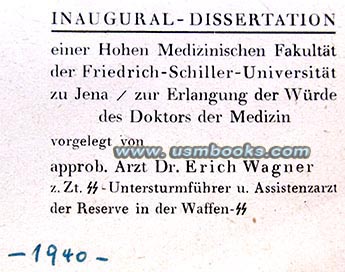 INAUGURAL-DISSERTATION
einer Hohen Medizinischen Fakultät
der Friedrich-Schiller-Universität
zu Jena / zur Erlangung der Würde
des Doktors der Medizin
vorgelegt von
www.usmbooks.com
approb. Arzt Dr. Erich Wagner
z. Zt. ϟϟ-Untersturmführer u. Assistenzarzt
der Reserve in der Waffen-ϟϟ
-1940-